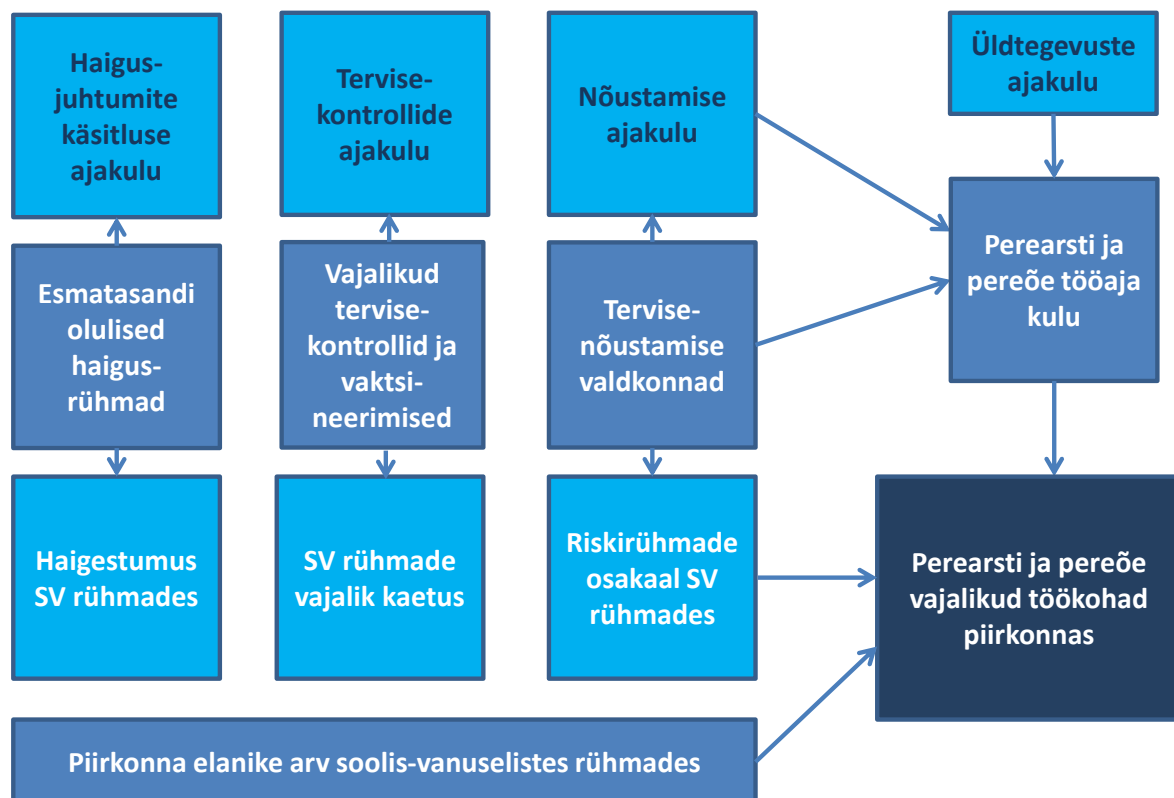 Haigus-
juhtumite
käsitluse
ajakulu
Tervise-
kontrollide
ajakulu
Nõustamise
ajakulu
Üldtegevuste
ajakulu
Esmatasandi
olulised
haigus-
rühmad
Vajalikud
tervise-
kontrollid ja
vaktsi-
neerimised
Tervise-
nõustamise
valdkonnad
Perearsti ja
pereõe tööaja
kulu
Haigestumus
SV rühmades
SV rühmade
vajalik kaetus
Riskirühmade
osakaal SV
rühmades
Perearsti ja pereõe
vajalikud töökohad
piirkonnas
Piirkonna elanike arv soolis-vanuselistes rühmades